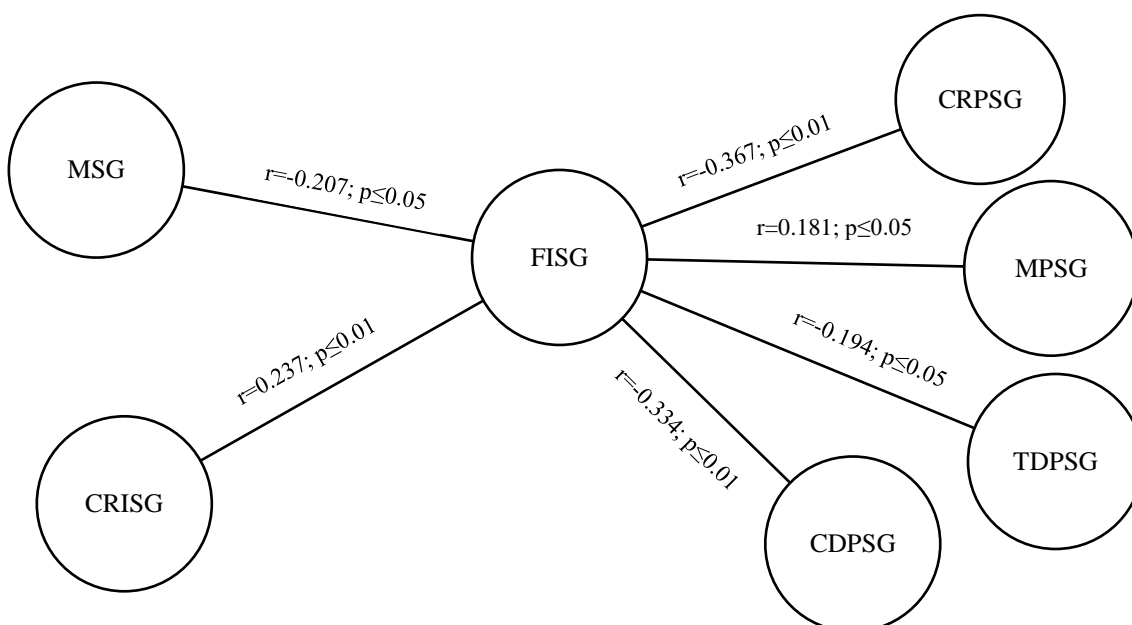 CRPSG
r=-0.367; p≤0.01
MSG
r=-0.207; p≤0.05
r=0.181; p≤0.05
FISG
MPSG
r=-0.194; p≤0.05
r=0.237; p≤0.01
r=-0.334; p≤0.01
TDPSG
CRISG
CDPSG